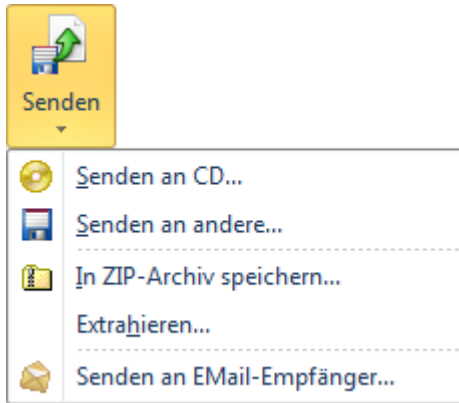 Senden
Senden an CD...
Senden an andere...
In ZIP-Archiv speichern...
Extrahieren...
Senden an EMail-Empfänger...